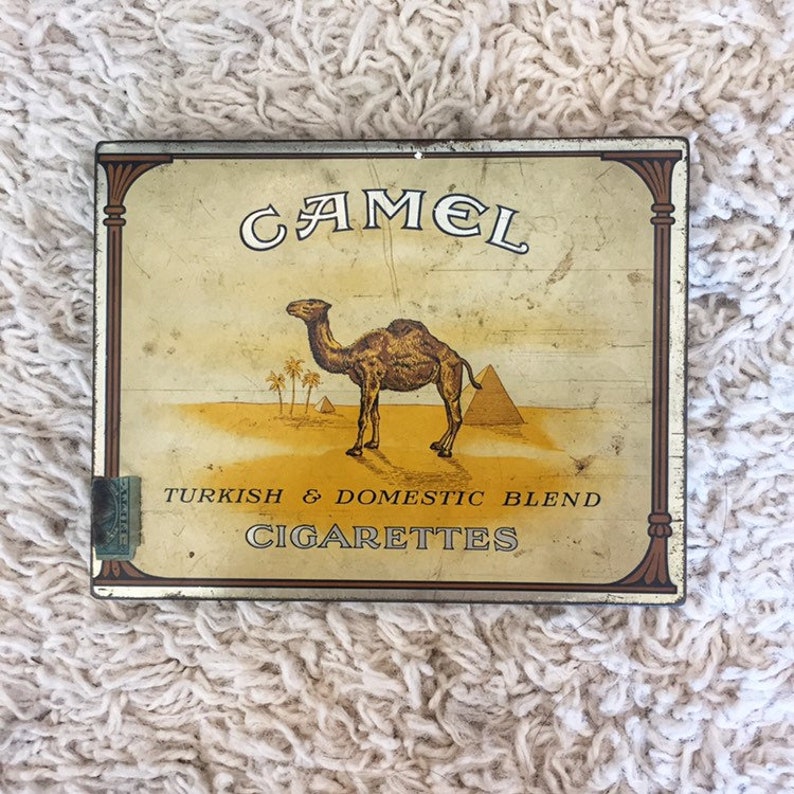 CAMEL
TURKISH & DOMESTIC BLEND
CIGARETTES